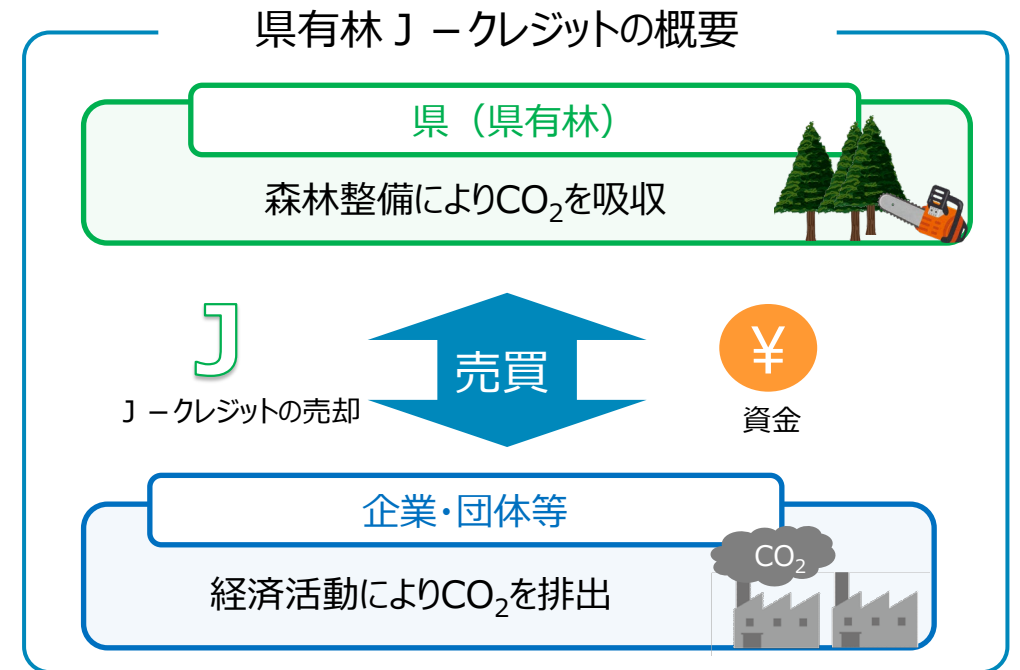 県有林Ｊ－クレジットの概要
県（県有林）
森林整備によりCO₂を吸収
J
¥
売買
Ｊ－クレジットの売却
資金
企業・団体等
CO₂
経済活動によりCO₂を排出